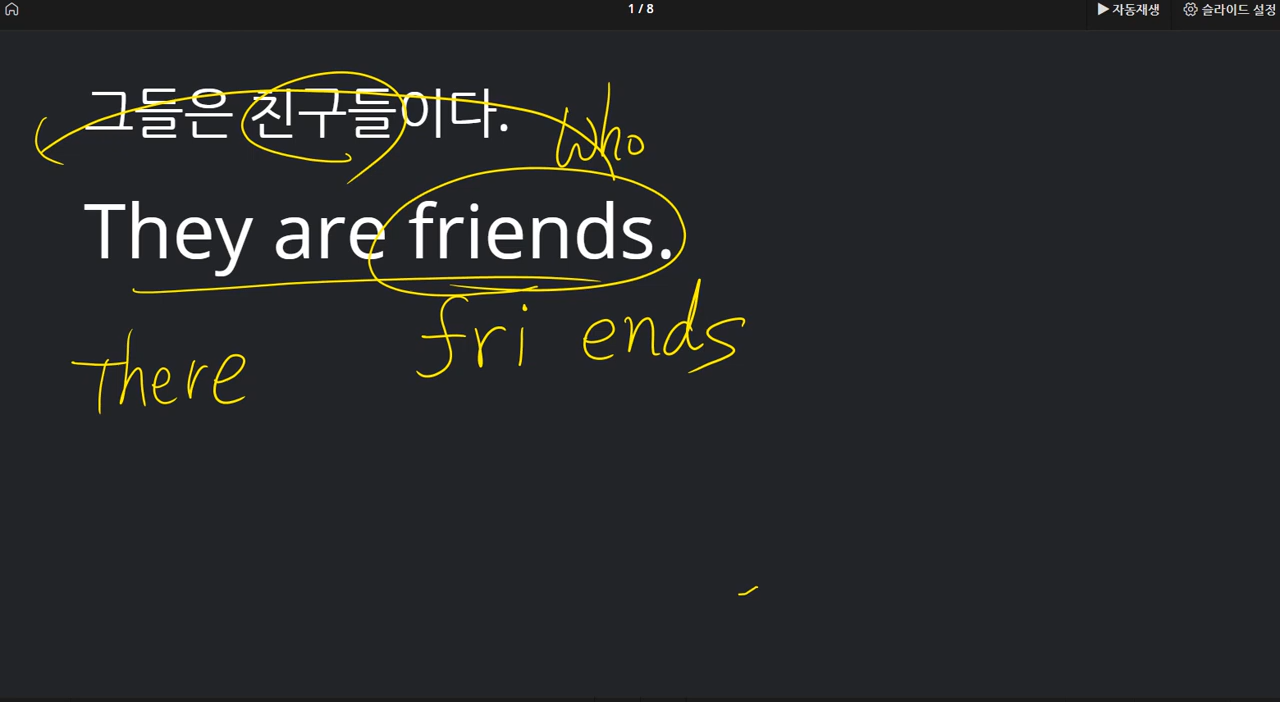 1 / 8
자동재생
슬라이드 설정
그들은 친구들이다.
who
They are friends.
fri ends
there